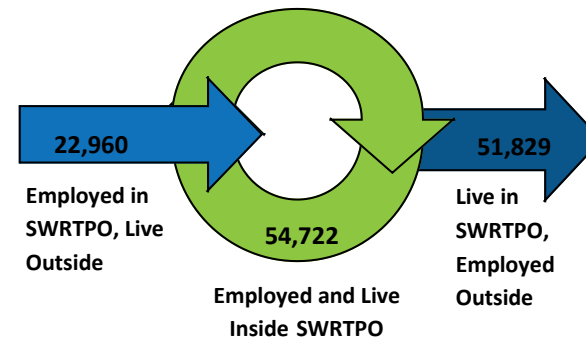 22,960
Employed in
SWRTPO, Live
Outside
54,722
Employed and Live
Inside SWRTPO
51,829
Live in
SWRTPO,
Employed
Outside